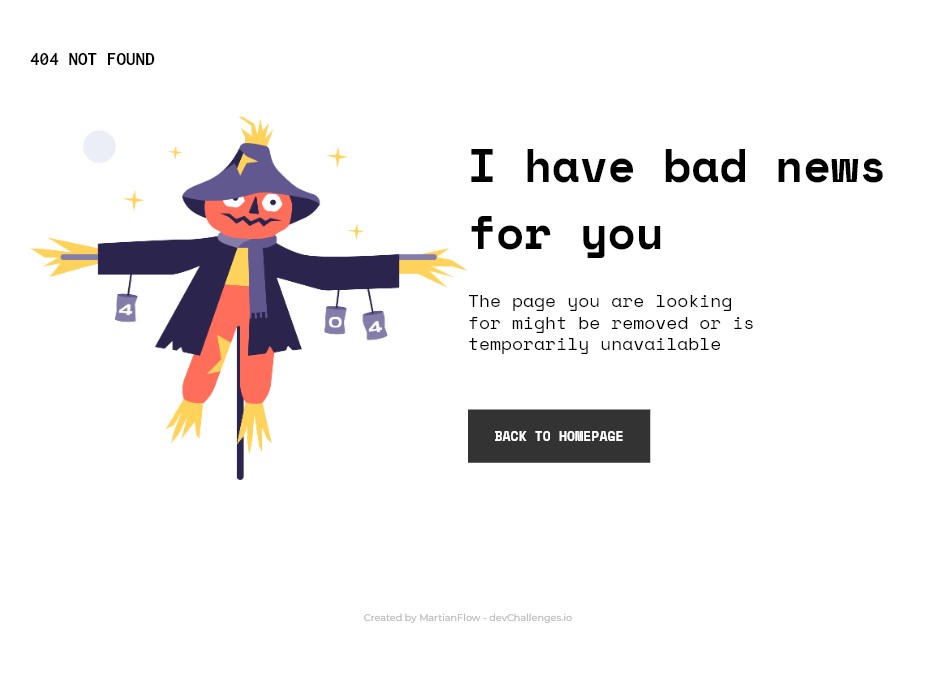 404 NOT FOUND
I have bad news
for you
4
0
4
The page you are looking
for might be removed or is
temporarily unavailable
BACK TO HOMEPAGE
Created by MartianFlow - devChallenges.io